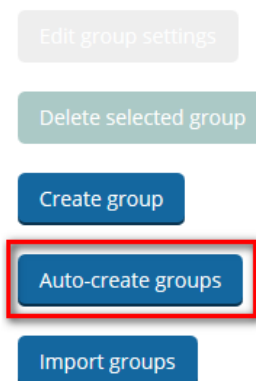 Edit group settings
Delete selected group
Create group
Auto-create groups
Import groups